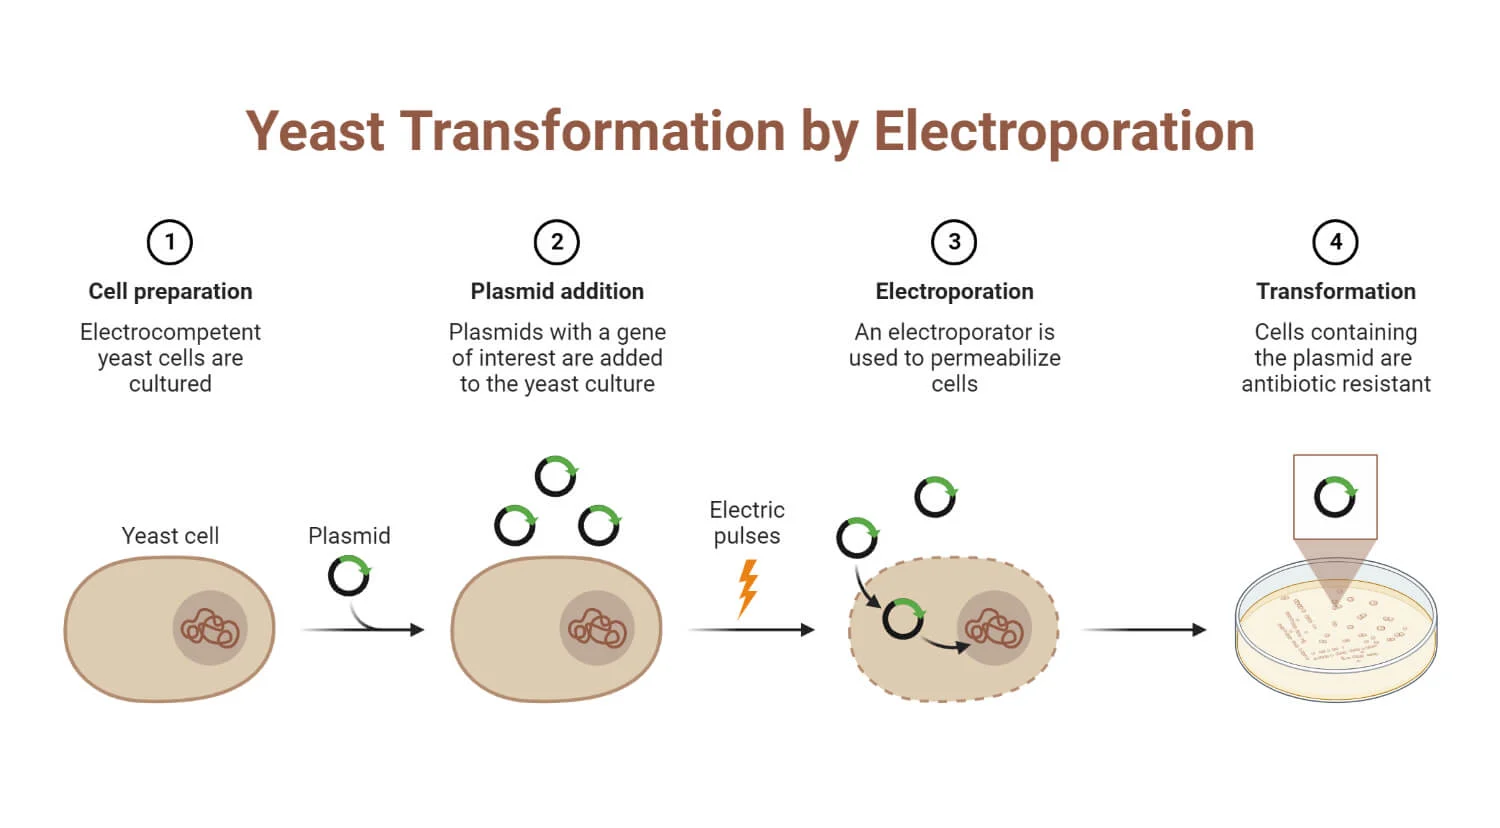 Yeast Transformation by Electroporation
1
Cell preparation
Electrocompetent
yeast cells are
cultured
2
Plasmid addition
Plasmids with a gene
of interest are added
to the yeast culture
3
Electroporation
An electroporator is
used to permeabilize
cells
4
Transformation
Cells containing
the plasmid are
antibiotic resistant
Yeast cell
Plasmid
Electric
pulses